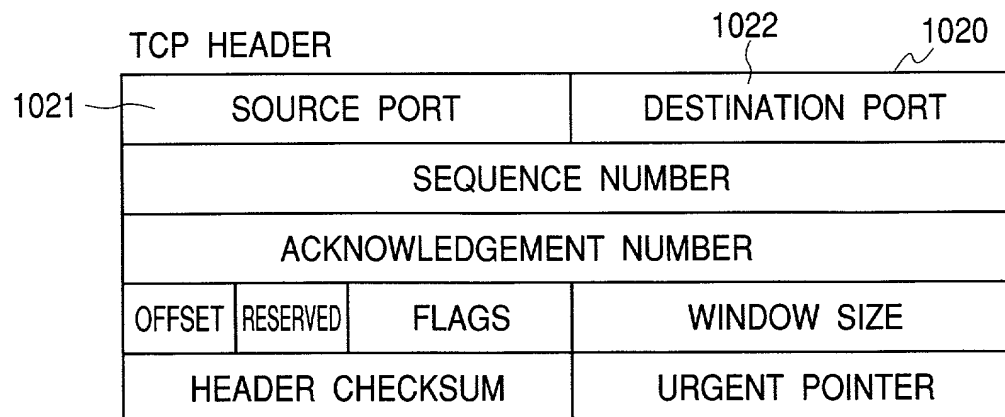 TCP HEADER
1022
1020
1021
SOURCE PORT
DESTINATION PORT
SEQUENCE NUMBER
ACKNOWLEDGEMENT NUMBER
OFFSET
RESERVED
FLAGS
WINDOW SIZE
HEADER CHECKSUM
URGENT POINTER